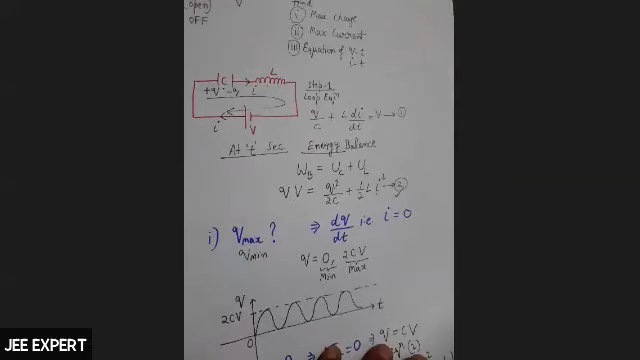 (open)
OFF
V
Find
(i) Max Charge
(ii) Max Current
(iii) Equation of q-t
i-t
C
L
+q -q
i
i
V
Step-1
Loop Eqn
q/C + L di/dt = V → (1)
At 't' Sec
Energy Balance
W_B = U_C + U_L
qV = q²/2C + 1/2 L i² → (2)
i) q_max ? ⇒ dq/dt i.e. i = 0
q_min
q = 0, 2CV
Min Max
q
2CV
t
0
= 0 ⇒ q = CV
JEE EXPERT